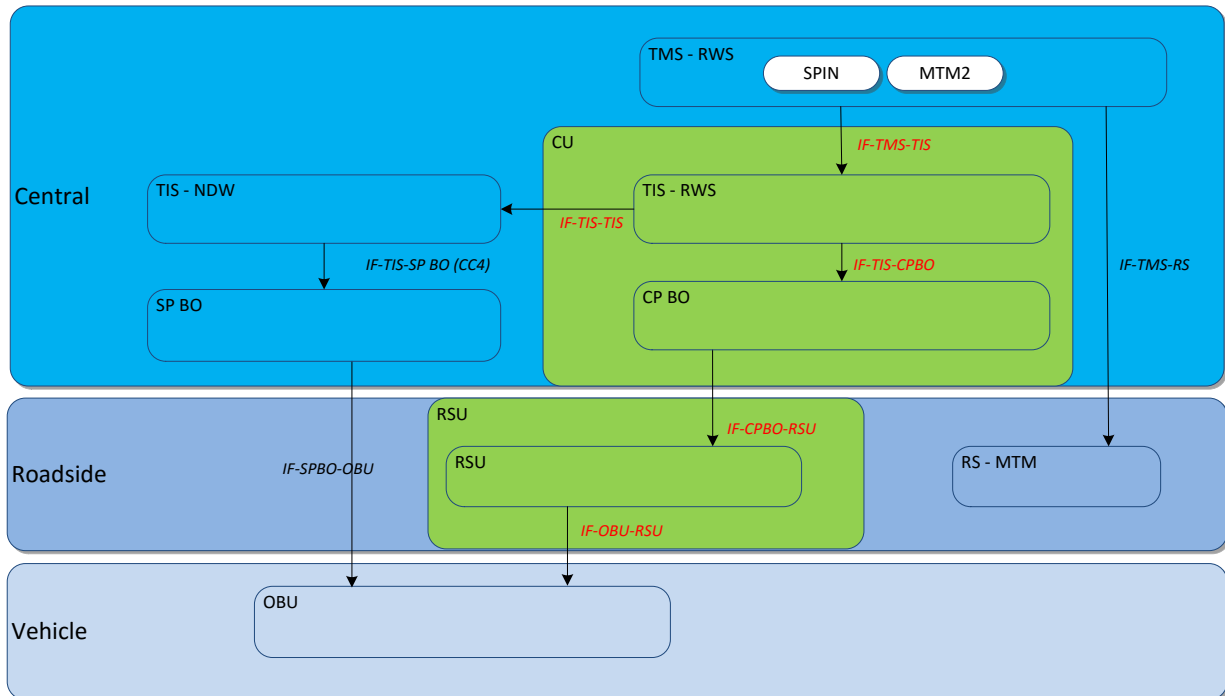 TMS - RWS
SPIN
MTM2
CU
IF-TMS-TIS
Central
TIS - NDW
TIS - RWS
IF-TIS-TIS
IF-TIS-SP BO (CC4)
IF-TIS-CPBO
IF-TMS-RS
SP BO
CP BO
RSU
IF-CPBO-RSU
Roadside
IF-SPBO-OBU
RSU
RS - MTM
IF-OBU-RSU
OBU
Vehicle